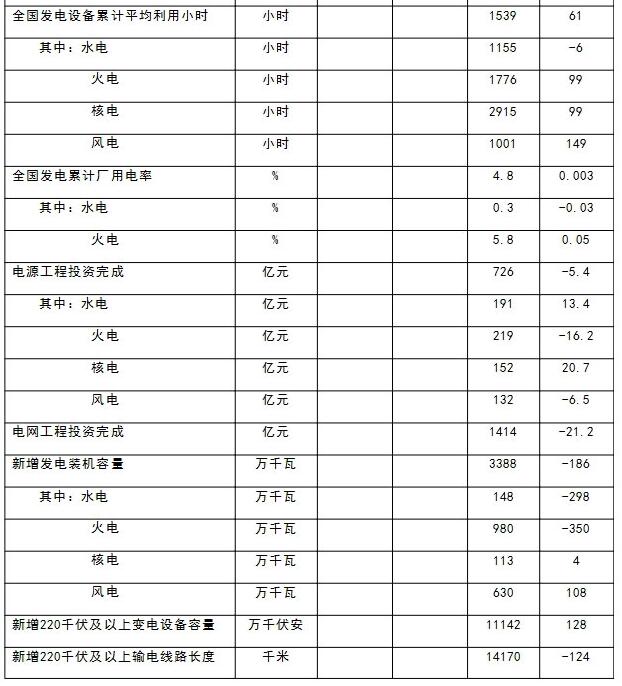 全国发电设备累计平均利用小时 小时 1539 61
其中：水电 小时 1155 -6
火电 小时 1776 99
核电 小时 2915 99
风电 小时 1001 149
全国发电累计厂用电率 % 4.8 0.003
其中：水电 % 0.3 -0.03
火电 % 5.8 0.05
电源工程投资完成 亿元 726 -5.4
其中：水电 亿元 191 13.4
火电 亿元 219 -16.2
核电 亿元 152 20.7
风电 亿元 132 -6.5
电网工程投资完成 亿元 1414 -21.2
新增发电装机容量 万千瓦 3388 -186
其中：水电 万千瓦 148 -298
火电 万千瓦 980 -350
核电 万千瓦 113 4
风电 万千瓦 630 108
新增220千伏及以上变电设备容量 万千伏安 11142 128
新增220千伏及以上输电线路长度 千米 14170 -124